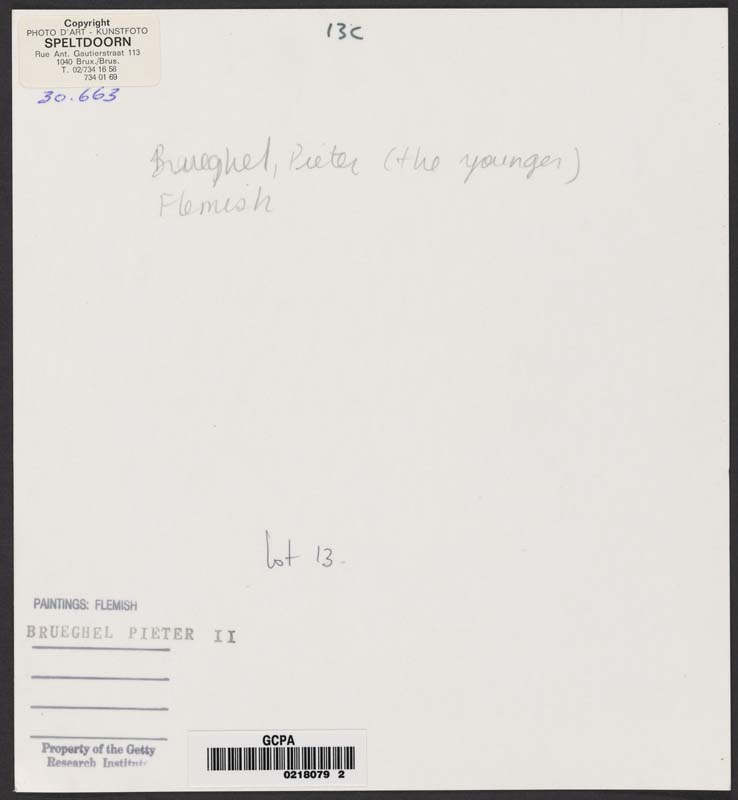 Copyright
PHOTO D'ART - KUNSTFOTO
SPELTDOORN
Rue Ant. Gautierstraat 113
1040 Brux./Brus.
T. 02/734 16 56
734 01 69
30.663
13C
Brueghel, Pieter (the younger)
Flemish
Lot 13.
PAINTINGS: FLEMISH
BRUEGHEL PIETER II
Property of the Getty
Research Institute
GCPA
0218079 2